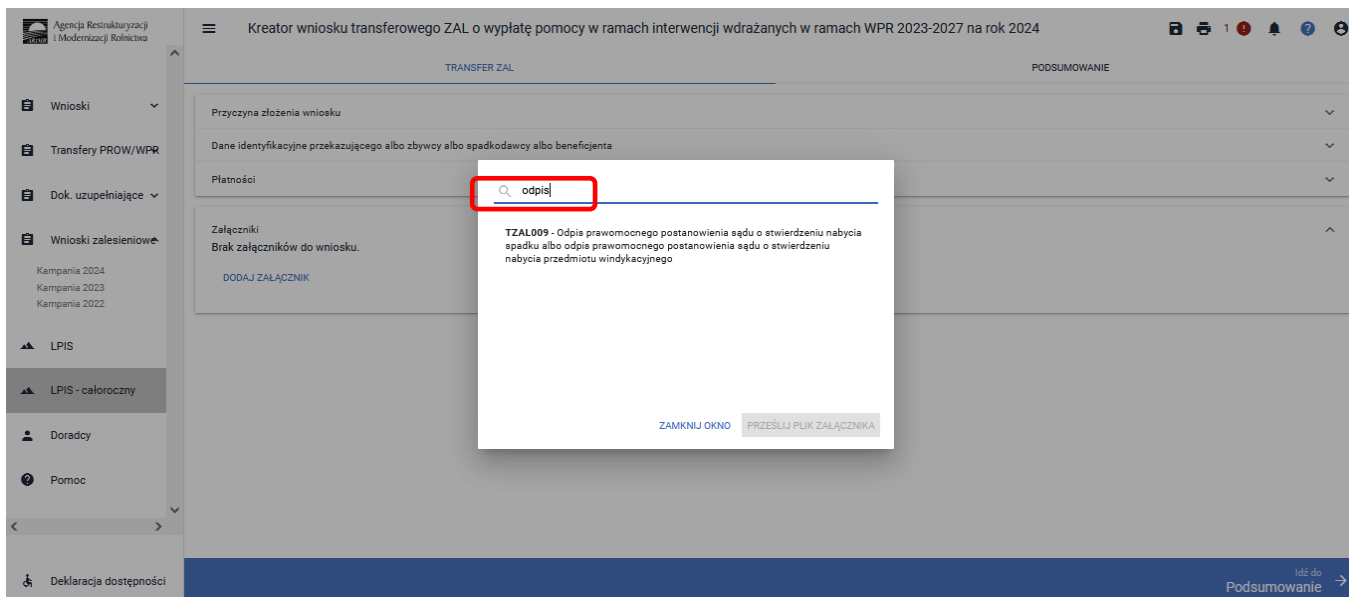 Agencja Restrukturyzacji
i Modernizacji Rolnictwa
ARiMR
Kreator wniosku transferowego ZAL o wypłatę pomocy w ramach interwencji wdrażanych w ramach WPR 2023-2027 na rok 2024
1
TRANSFER ZAL
PODSUMOWANIE
Wnioski
Transfery PROW/WPR
Dok. uzupełniające
Wnioski zalesieniowe
Kampania 2024
Kampania 2023
Kampania 2022
LPIS
LPIS - całoroczny
Doradcy
Pomoc
Deklaracja dostępności
Przyczyna złożenia wniosku
Dane identyfikacyjne przekazującego albo zbywcy albo spadkodawcy albo beneficjenta
Płatności
Załączniki
Brak załączników do wniosku.
DODAJ ZAŁĄCZNIK
odpis
TZAL009 - Odpis prawomocnego postanowienia sądu o stwierdzeniu nabycia
spadku albo odpis prawomocnego postanowienia sądu o stwierdzeniu
nabycia przedmiotu windykacyjnego
ZAMKNIJ OKNO
PRZEŚLIJ PLIK ZAŁĄCZNIKA
Idź do
Podsumowanie